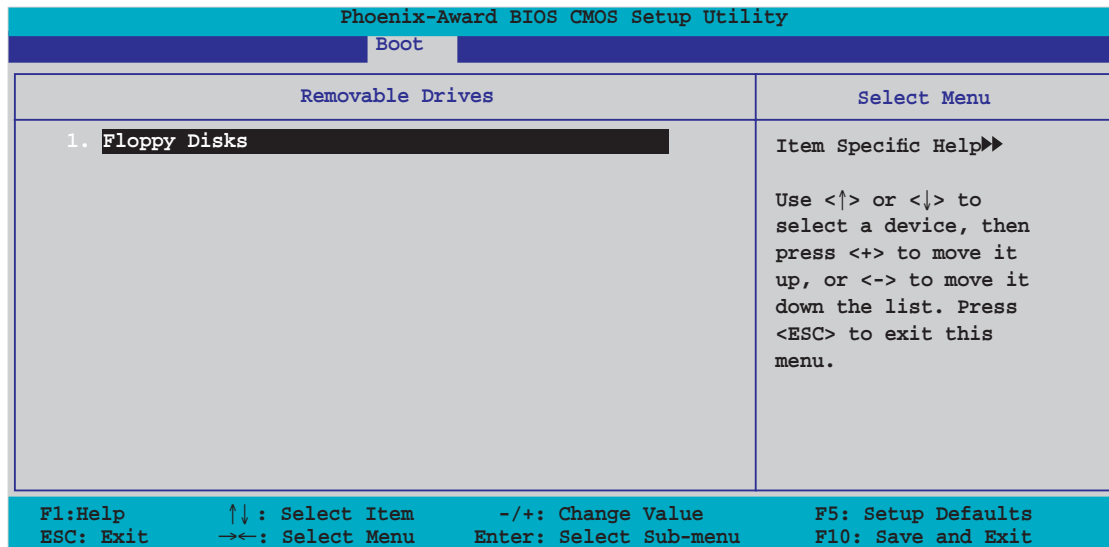 Phoenix-Award BIOS CMOS Setup Utility
Boot
Removable Drives
Select Menu
1. Floppy Disks
Item Specific Help▶▶
Use <↑> or <↓> to
select a device, then
press <+> to move it
up, or <-> to move it
down the list. Press
<ESC> to exit this
menu.
F1:Help ↑↓: Select Item -/+: Change Value F5: Setup Defaults
ESC: Exit →←: Select Menu Enter: Select Sub-menu F10: Save and Exit